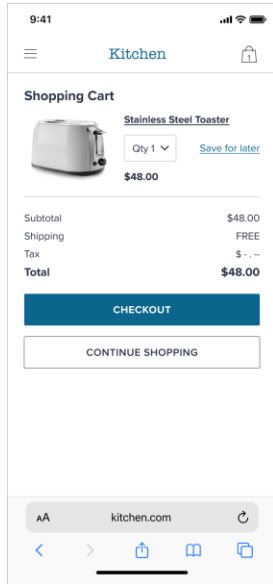 9:41
Kitchen
1
Shopping Cart
Stainless Steel Toaster
Qty 1
Save for later
$48.00
Subtotal $48.00
Shipping FREE
Tax $ - . --
Total $48.00
CHECKOUT
CONTINUE SHOPPING
AA kitchen.com